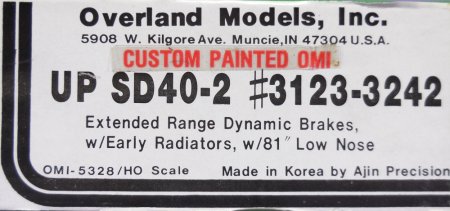 Overland Models, Inc.
5908 W. Kilgore Ave. Muncie, IN 47304 U.S.A.
CUSTOM PAINTED OMI
UP SD40-2 #3123-3242
Extended Range Dynamic Brakes,
w/Early Radiators, w/81" Low Nose
OMI-5328/HO Scale Made in Korea by Ajin Precision